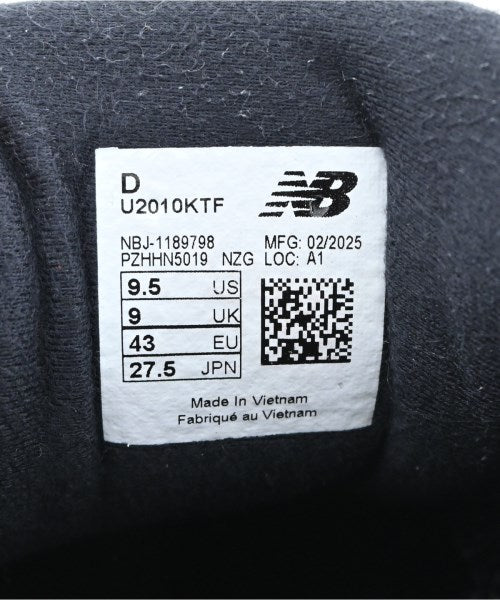 D
U2010KTF
NB
NBJ-1189798 MFG: 02/2025
PZHHN5019 NZG LOC: A1
9.5 US
9 UK
43 EU
27.5 JPN
Made In Vietnam
Fabriqué au Vietnam